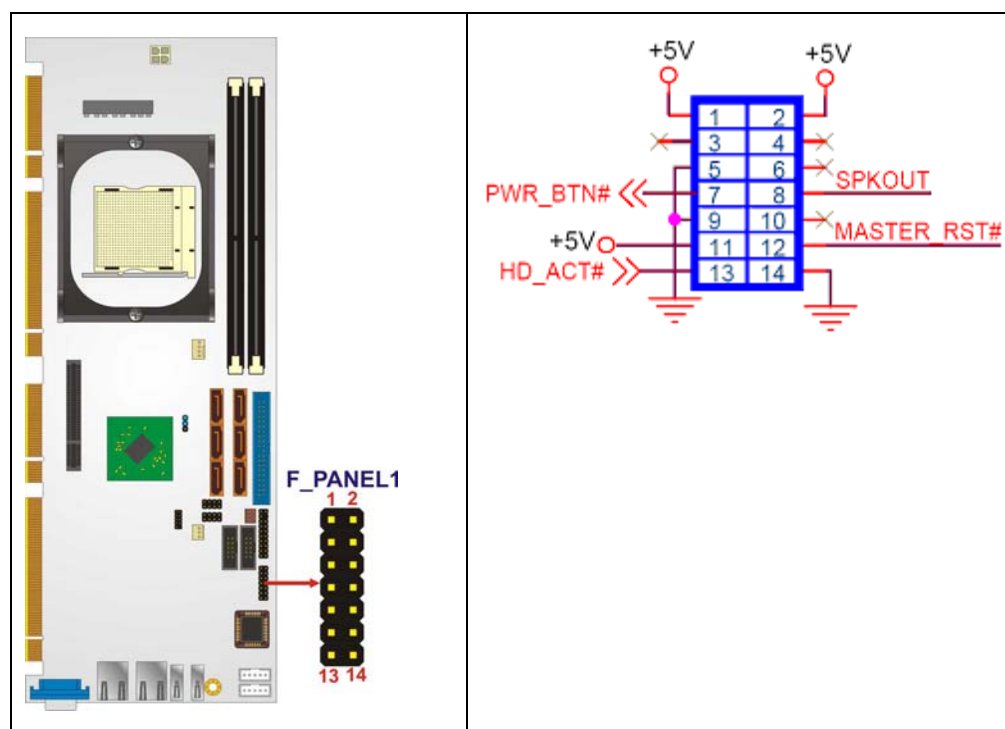 F_PANEL1
1 2
13 14
+5V
+5V
1 2
3 4
5 6
SPKOUT
PWR_BTN# 7 8
9 10
MASTER_RST#
+5V 11 12
HD_ACT# 13 14